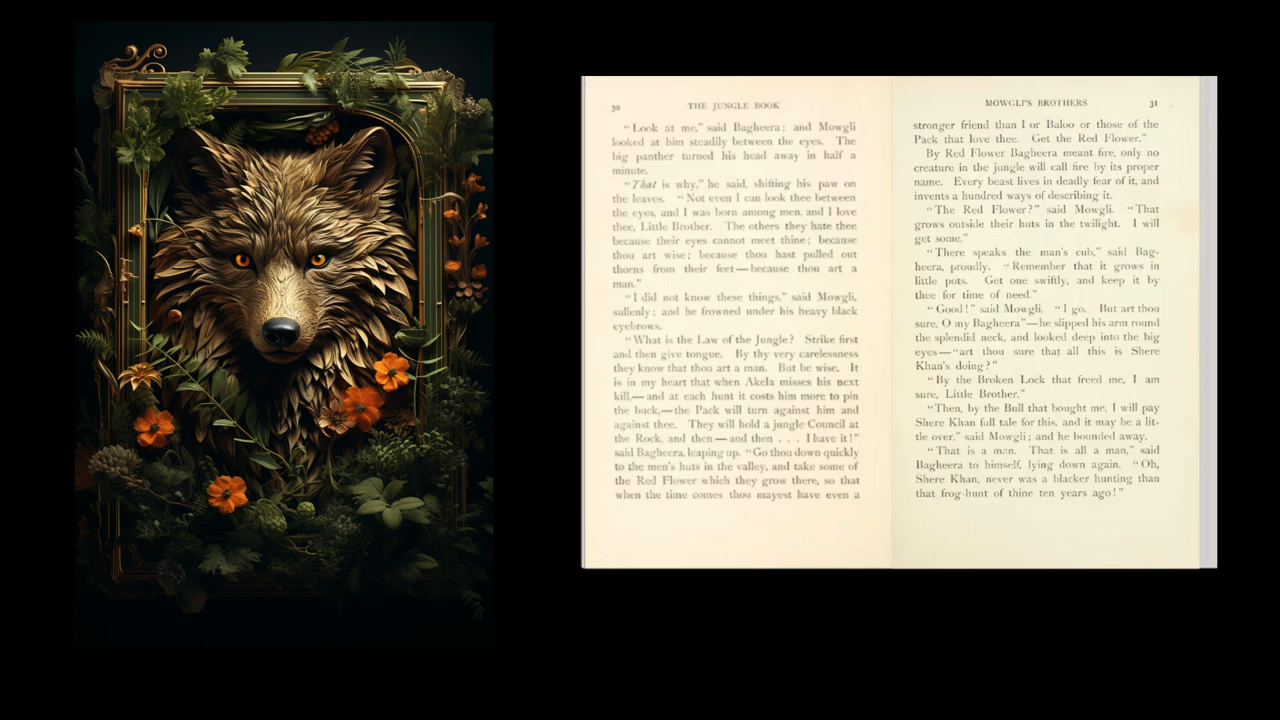 30 THE JUNGLE BOOK
"Look at me," said Bagheera; and Mowgli
looked at him steadily between the eyes. The
big panther turned his head away in half a
minute.
"That is why," he said, shifting his paw on
the leaves. "Not even I can look thee between
the eyes, and I was born among men, and I love
thee, Little Brother. The others they hate thee
because their eyes cannot meet thine; because
thou art wise; because thou hast pulled out
thorns from their feet—because thou art a
man."
"I did not know these things," said Mowgli,
sullenly; and he frowned under his heavy black
eyebrows.
"What is the Law of the Jungle? Strike first
and then give tongue. By thy very carelessness
they know that thou art a man. But be wise. It
is in my heart that when Akela misses his next
kill,—and at each hunt it costs him more to pin
the buck,—the Pack will turn against him and
against thee. They will hold a jungle Council at
the Rock, and then—and then . . . I have it!"
said Bagheera, leaping up. "Go thou down quickly
to the men's huts in the valley, and take some of
the Red Flower which they grow there, so that
when the time comes thou mayest have even a
MOWGLI'S BROTHERS 31
stronger friend than I or Baloo or those of the
Pack that love thee. Get the Red Flower."
By Red Flower Bagheera meant fire, only no
creature in the jungle will call fire by its proper
name. Every beast lives in deadly fear of it, and
invents a hundred ways of describing it.
"The Red Flower?" said Mowgli. "That
grows outside their huts in the twilight. I will
get some."
"There speaks the man's cub," said Bag-
heera, proudly. "Remember that it grows in
little pots. Get one swiftly, and keep it by
thee for time of need."
"Good!" said Mowgli. "I go. But art thou
sure, O my Bagheera"—he slipped his arm round
the splendid neck, and looked deep into the big
eyes—"art thou sure that all this is Shere
Khan's doing?"
"By the Broken Lock that freed me, I am
sure, Little Brother."
"Then, by the Bull that bought me, I will pay
Shere Khan full tale for this, and it may be a lit-
tle over," said Mowgli; and he bounded away.
"That is a man. That is all a man," said
Bagheera to himself, lying down again. "Oh,
Shere Khan, never was a blacker hunting than
that frog-hunt of thine ten years ago!"